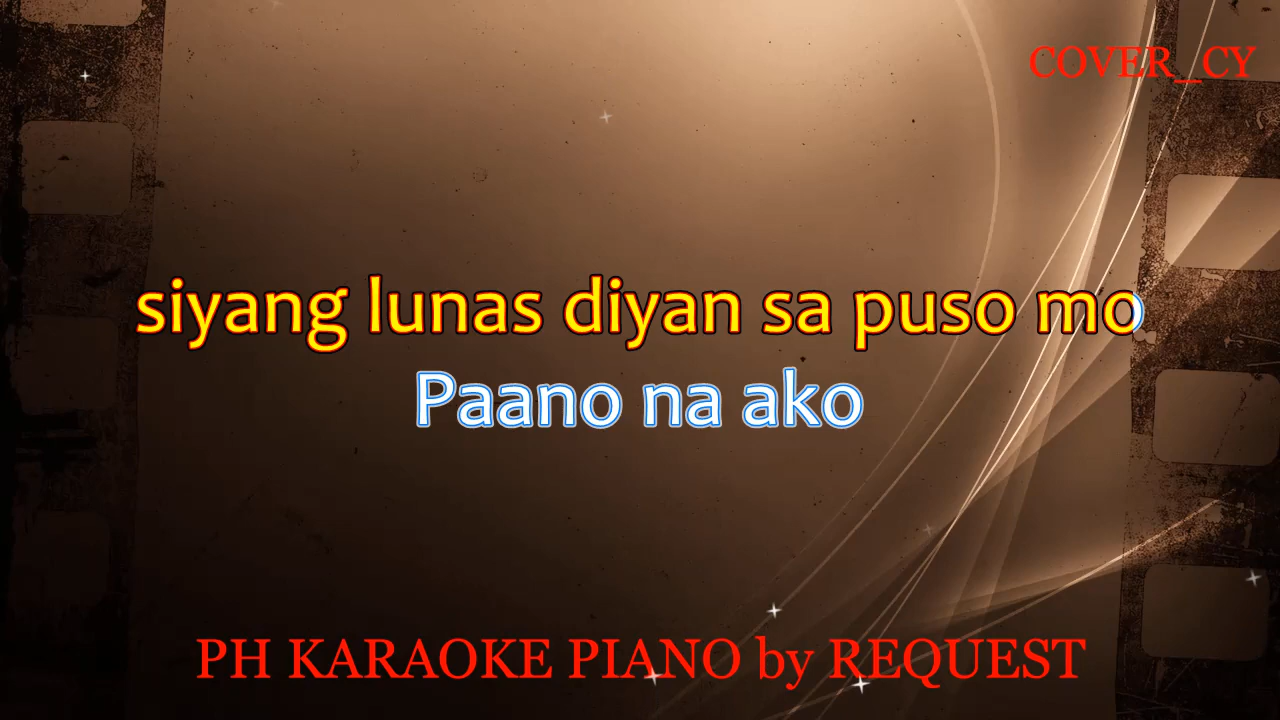 COVER_CY
siyang lunas diyan sa puso mo
Paano na ako
PH KARAOKE PIANO by REQUEST